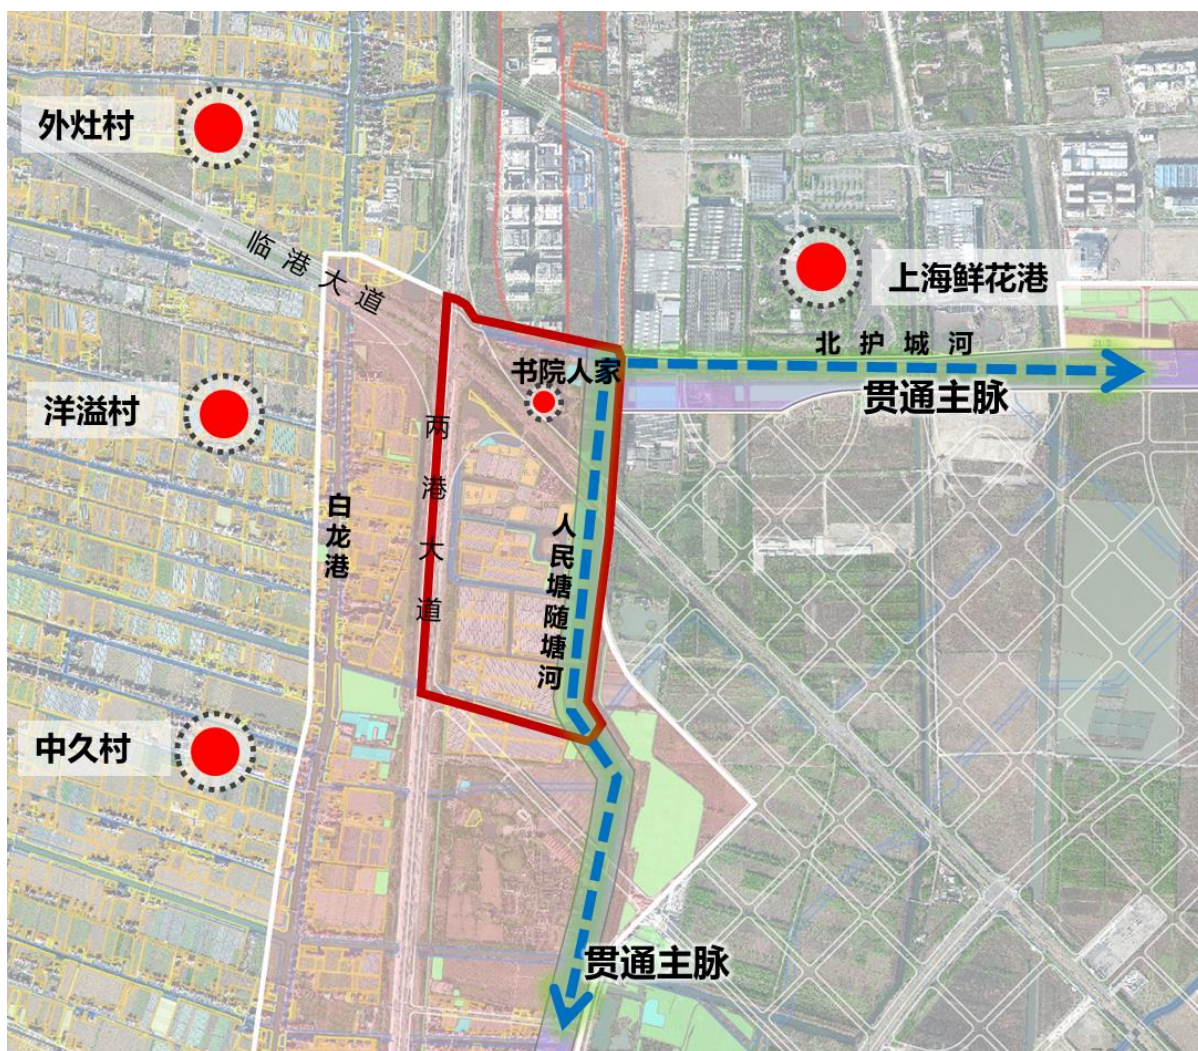 外灶村
临港大道
上海鲜花港
北护城河
书院人家
贯通主脉
洋溢村
两港大道
白龙港
人民塘随塘河
中久村
贯通主脉